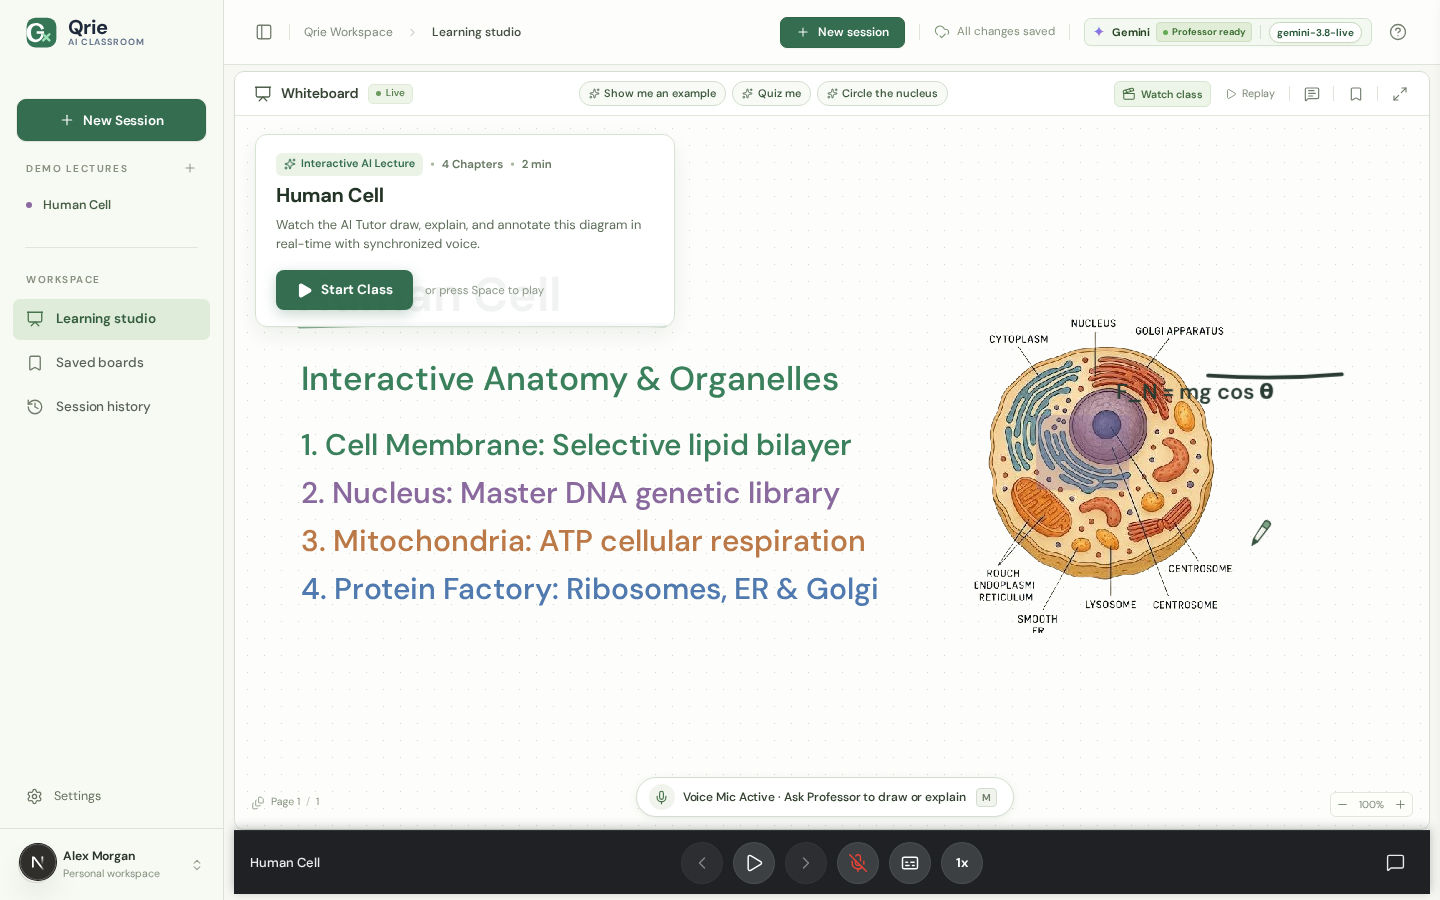 Qrie
AI CLASSROOM
New Session
DEMO LECTURES
Human Cell
WORKSPACE
Learning studio
Saved boards
Session history
Settings
N
Alex Morgan
Personal workspace
Qrie Workspace
Learning studio
New session
All changes saved
Gemini
Professor ready
gemini-3.8-live
Whiteboard
Live
Show me an example
Quiz me
Circle the nucleus
Watch class
Replay
Interactive AI Lecture • 4 Chapters • 2 min
Human Cell
Watch the AI Tutor draw, explain, and annotate this diagram in
real-time with synchronized voice.
Start Class
or press Space to play
Human Cell
Interactive Anatomy & Organelles
1. Cell Membrane: Selective lipid bilayer
2. Nucleus: Master DNA genetic library
3. Mitochondria: ATP cellular respiration
4. Protein Factory: Ribosomes, ER & Golgi
NUCLEUS
GOLGI APPARATUS
CYTOPLASM
F_N = mg cos θ
CENTROSOME
ROUCH
ENDOPLASMI
RETICULUM
LYSOSOME
CENTROSOME
SMOOTH
ER
Page 1 / 1
Voice Mic Active · Ask Professor to draw or explain M
100%
Human Cell
1x